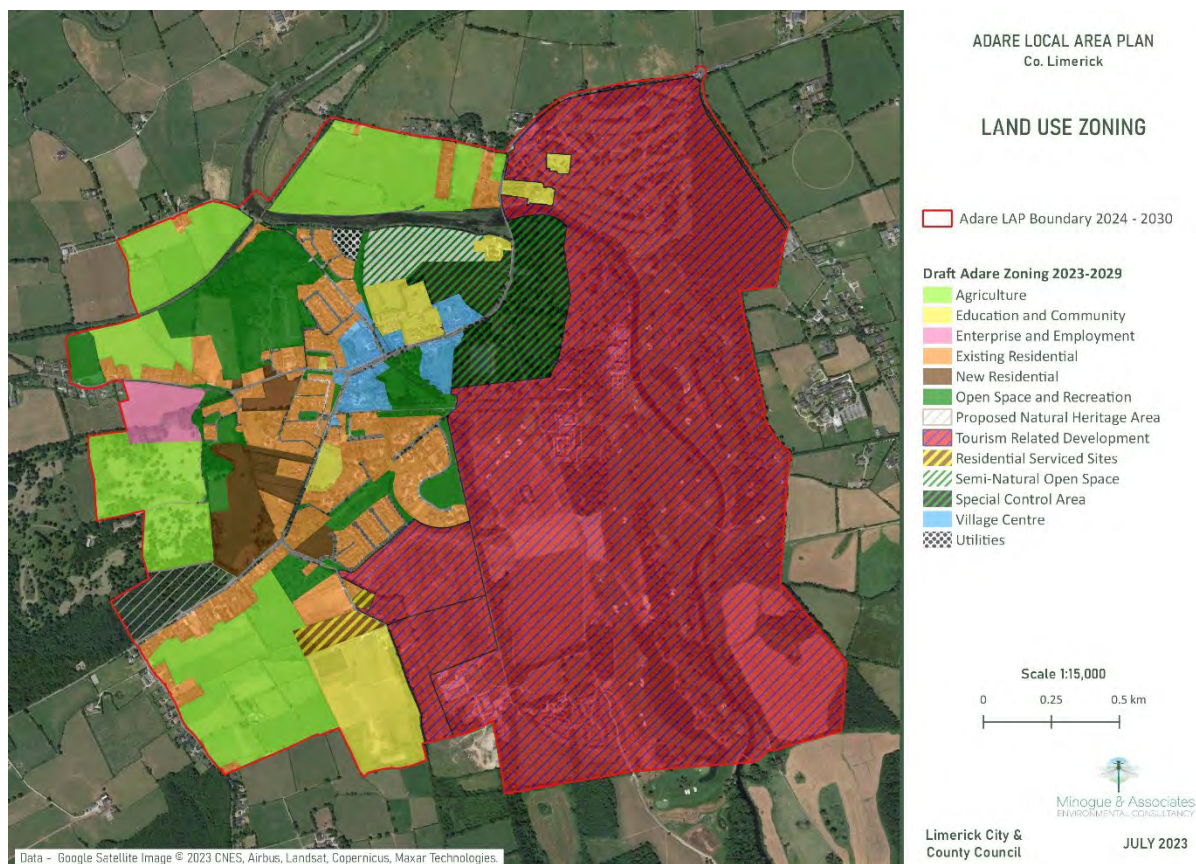 ADARE LOCAL AREA PLAN
Co. Limerick
LAND USE ZONING
Adare LAP Boundary 2024 - 2030
Draft Adare Zoning 2023-2029
Agriculture
Education and Community
Enterprise and Employment
Existing Residential
New Residential
Open Space and Recreation
Proposed Natural Heritage Area
Tourism Related Development
Residential Serviced Sites
Semi-Natural Open Space
Special Control Area
Village Centre
Utilities
Scale 1:15,000
0 0.25 0.5 km
Minogue & Associates
ENVIRONMENTAL CONSULTANCY
Limerick City &
County Council
JULY 2023
Data - Google Satellite Image © 2023 CNES, Airbus, Landsat, Copernicus, Maxar Technologies.